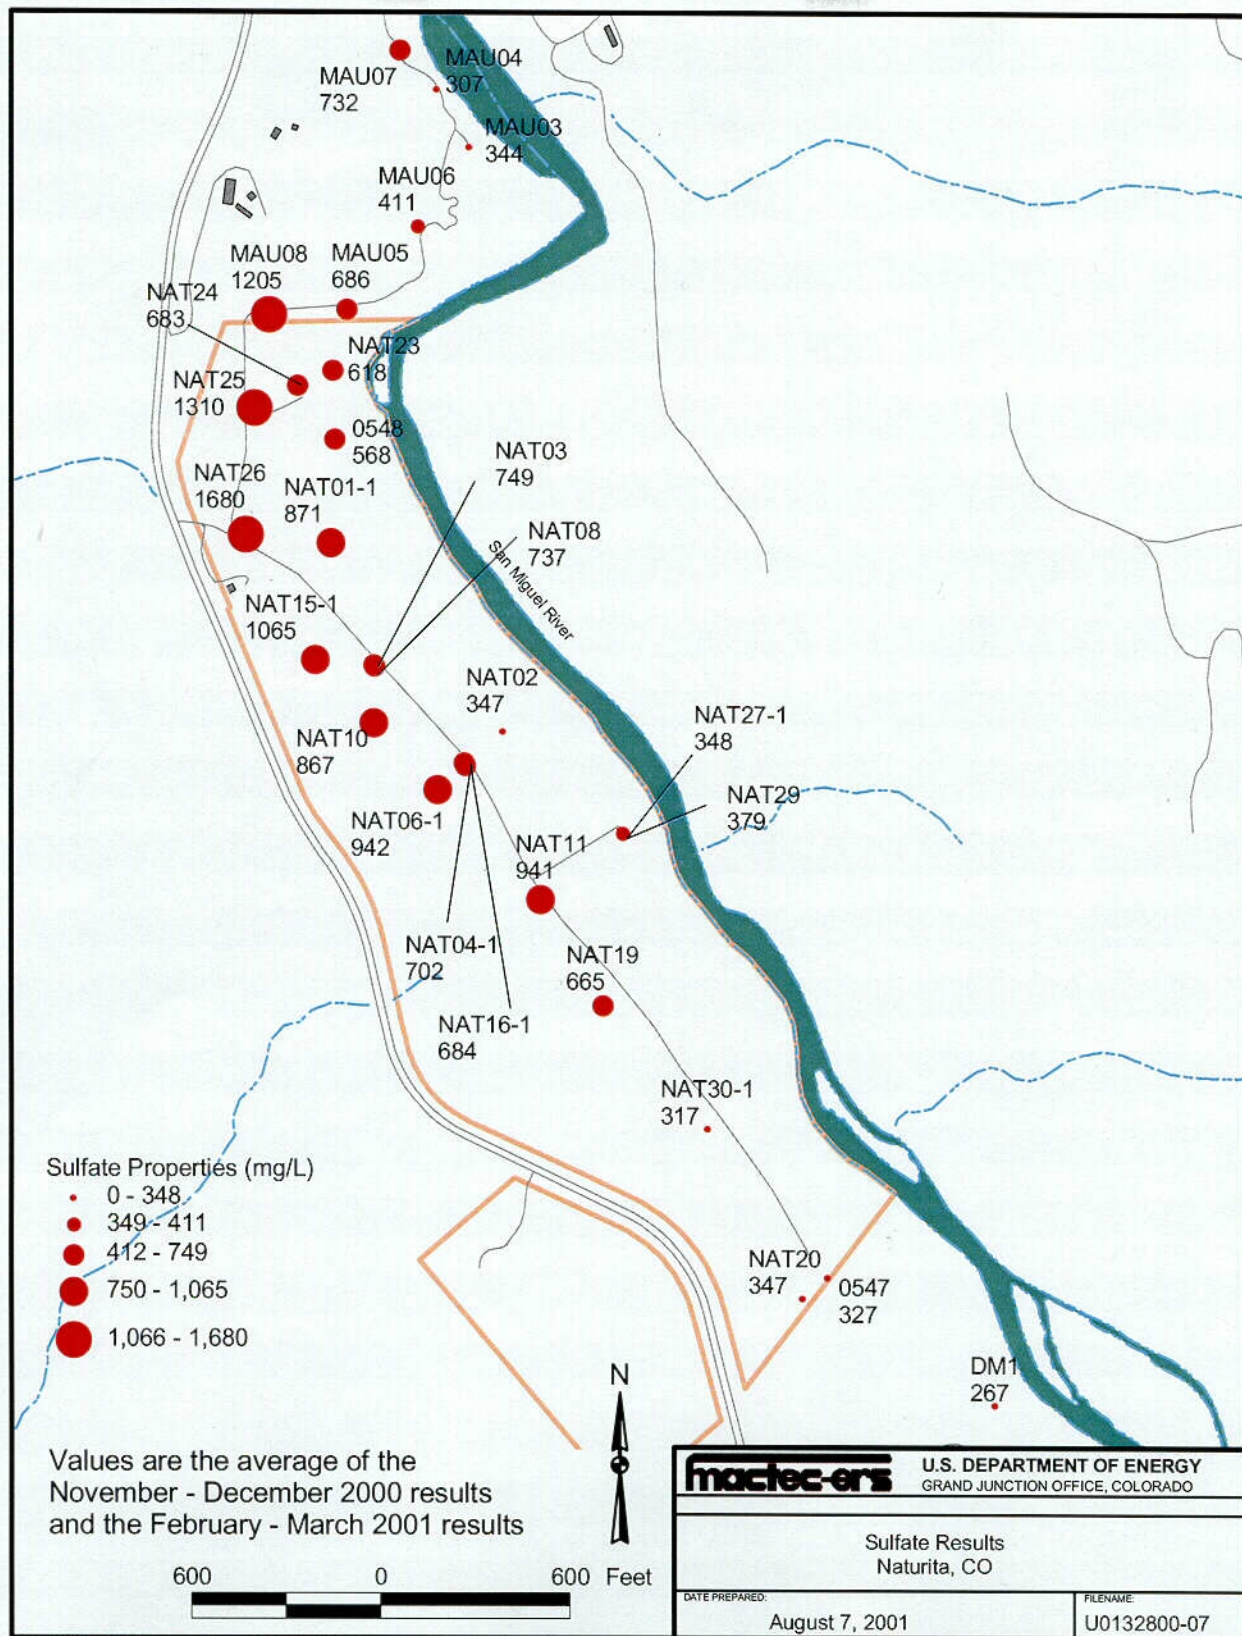 MAU07
732
MAU04
307
MAU03
344
MAU06
411
MAU08
1205
MAU05
686
NAT24
683
NAT23
618
NAT25
1310
0548
568
NAT03
749
NAT26
1680
NAT01-1
871
NAT08
737
San Miguel River
NAT15-1
1065
NAT02
347
NAT27-1
348
NAT10
867
NAT29
379
NAT06-1
942
NAT11
941
NAT04-1
702
NAT19
665
NAT16-1
684
NAT30-1
317
Sulfate Properties (mg/L)
0 - 348
349 - 411
412 - 749
750 - 1,065
1,066 - 1,680
NAT20
347
0547
327
DM1
267
N
Values are the average of the
November - December 2000 results
and the February - March 2001 results
600 0 600 Feet
mactec-ers
U.S. DEPARTMENT OF ENERGY
GRAND JUNCTION OFFICE, COLORADO
Sulfate Results
Naturita, CO
DATE PREPARED:
August 7, 2001
FILENAME:
U0132800-07